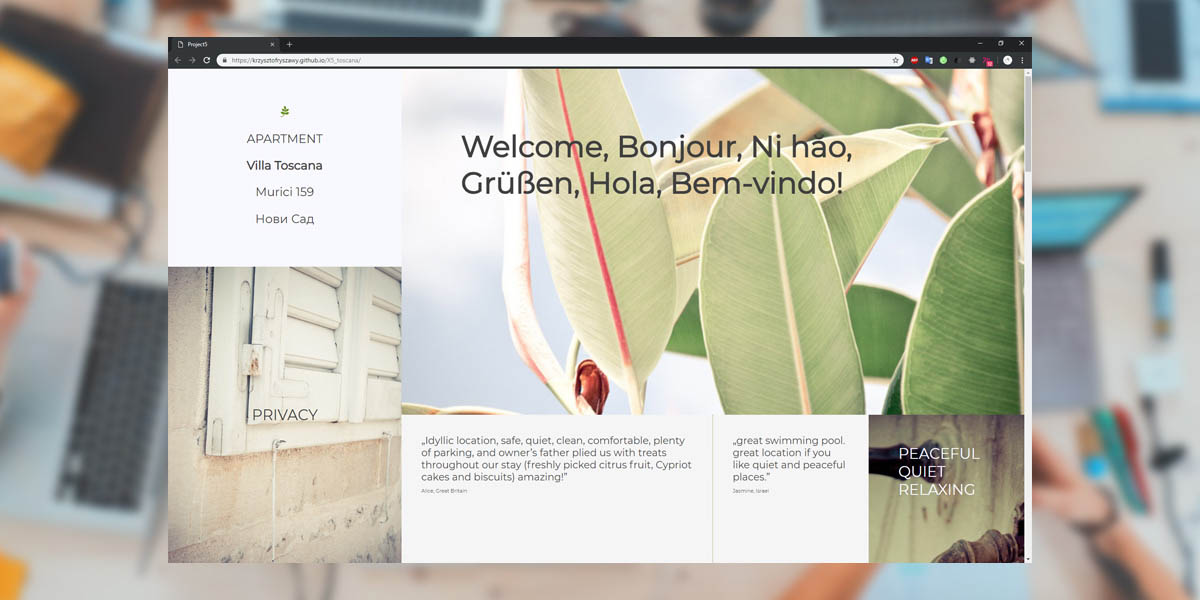 Project5
https://krzysztofryszawy.github.io/X5_toscana/
APARTMENT
Villa Toscana
Murici 159
Нови Сад
Welcome, Bonjour, Ni hăo,
Grüßen, Hola, Bem-vindo!
PRIVACY
„Idyllic location, safe, quiet, clean, comfortable, plenty
of parking, and owner’s father plied us with treats
throughout our stay (freshly picked citrus fruit, Cypriot
cakes and biscuits) amazing!”
Alice, Great Britain
„great swimming pool.
great location if you
like quiet and peaceful
places.”
Jasmine, Israel
PEACEFUL
QUIET
RELAXING